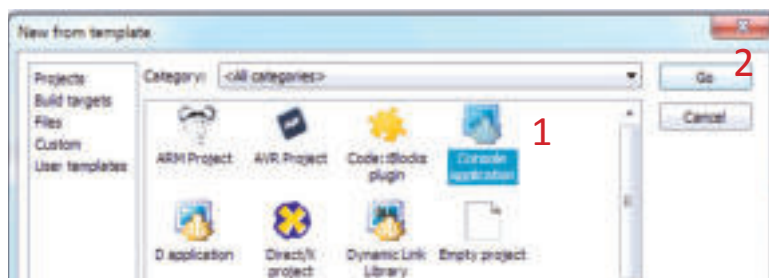 New from template
Projects
Build targets
Files
Custom
User templates
Category:
<All categories>
Go
2
Cancel
ARM Project
AVR Project
Code::Blocks
plugin
Console
application
1
D application
Direct/X
project
Dynamic Link
Library
Empty project